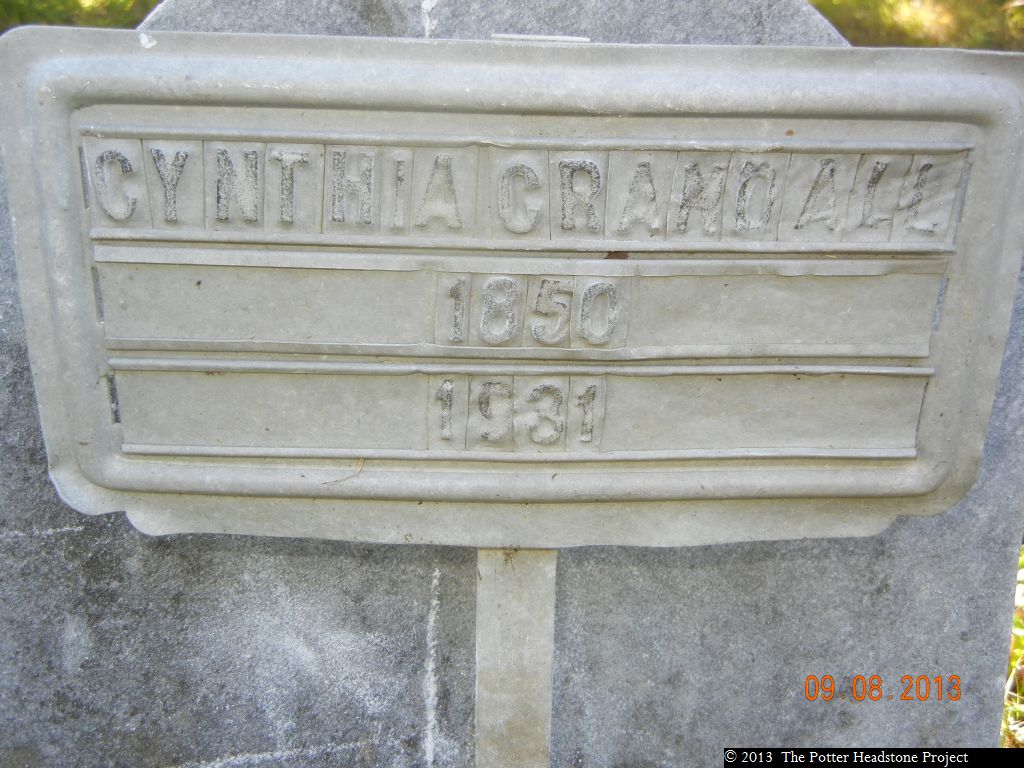 CYNTHIA CRANDALL
1850
1931
09.08.2013
© 2013 The Potter Headstone Project